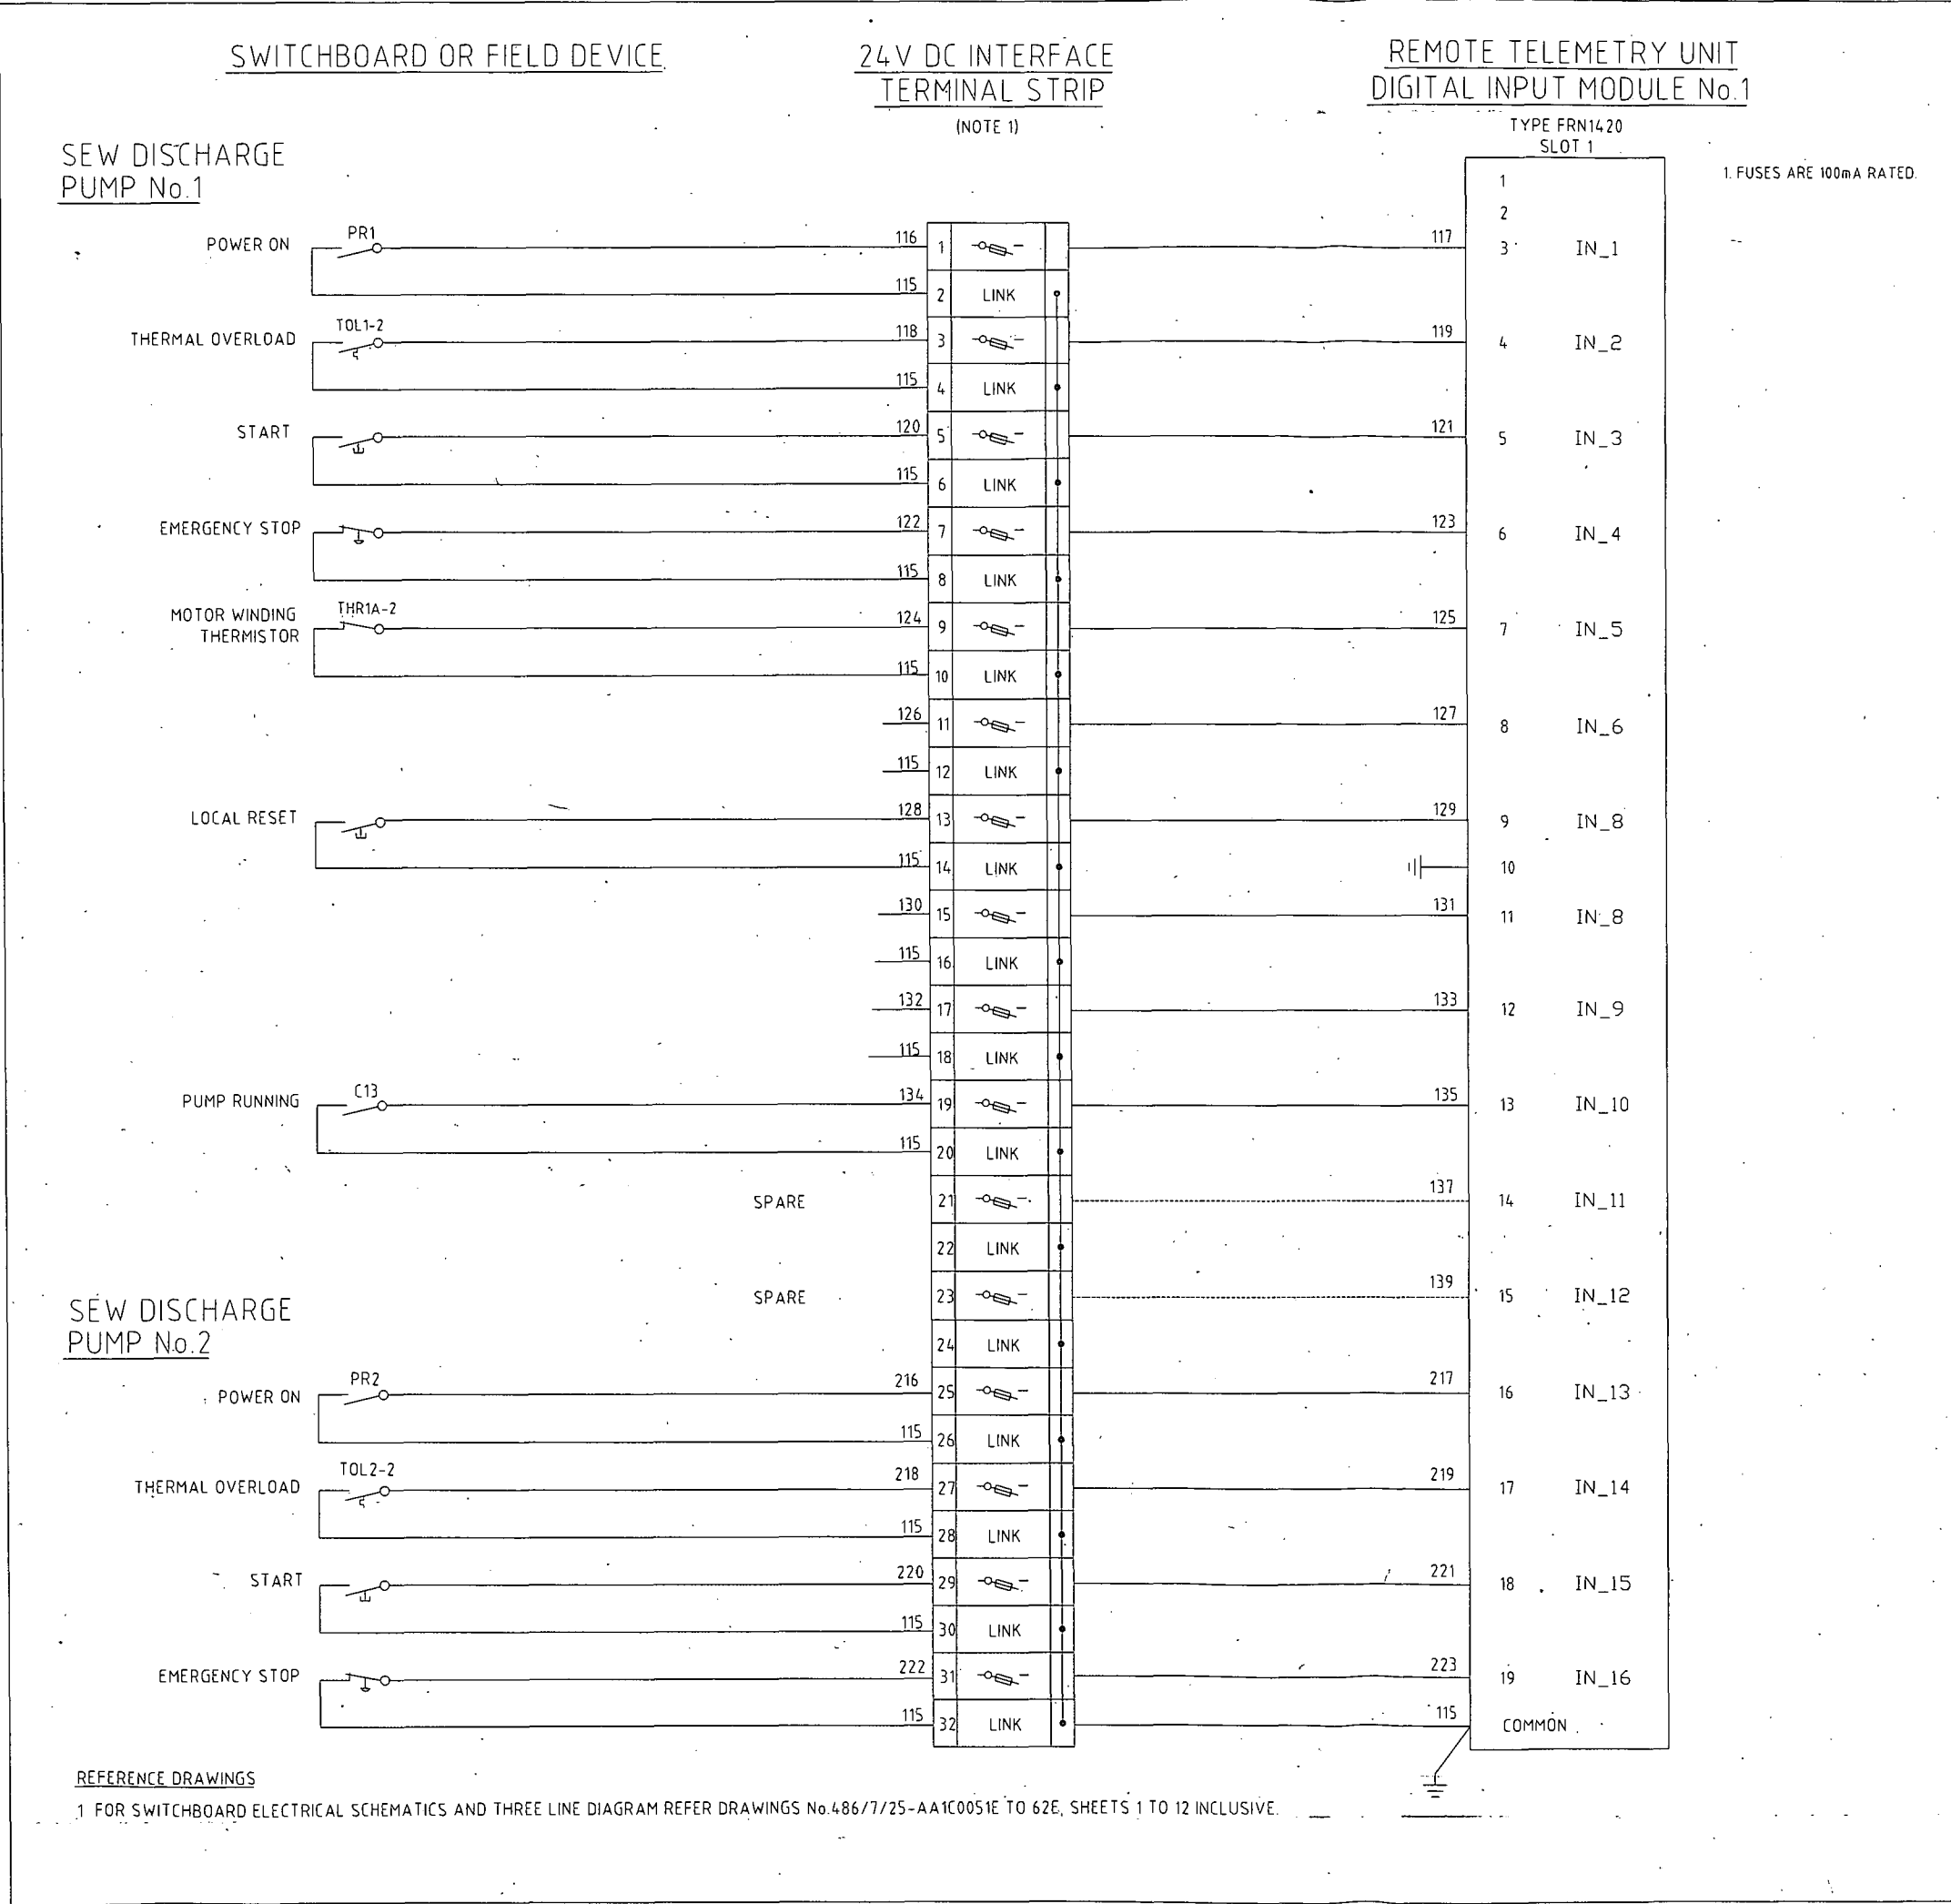 SWITCHBOARD OR FIELD DEVICE
24V DC INTERFACE
TERMINAL STRIP
(NOTE 1)
REMOTE TELEMETRY UNIT
DIGITAL INPUT MODULE No.1
TYPE FRN1420
SLOT 1
1. FUSES ARE 100mA RATED.
SEW DISCHARGE
PUMP No.1
1
2
POWER ON PR1 116 1 117 3 IN_1
115 2 LINK
THERMAL OVERLOAD TOL1-2 118 3 119 4 IN_2
115 4 LINK
START 120 5 121 5 IN_3
115 6 LINK
EMERGENCY STOP 122 7 123 6 IN_4
115 8 LINK
MOTOR WINDING
THERMISTOR THR1A-2 124 9 125 7 IN_5
115 10 LINK
126 11 127 8 IN_6
115 12 LINK
LOCAL RESET 128 13 129 9 IN_8
115 14 LINK 10
130 15 131 11 IN_8
115 16 LINK
132 17 133 12 IN_9
115 18 LINK
PUMP RUNNING C13 134 19 135 13 IN_10
115 20 LINK
SPARE 21 137 14 IN_11
22 LINK
SPARE 23 139 15 IN_12
24 LINK
SEW DISCHARGE
PUMP No.2
POWER ON PR2 216 25 217 16 IN_13
115 26 LINK
THERMAL OVERLOAD TOL2-2 218 27 219 17 IN_14
115 28 LINK
START 220 29 221 18 IN_15
115 30 LINK
EMERGENCY STOP 222 31 223 19 IN_16
115 32 LINK 115 COMMON
REFERENCE DRAWINGS
1 FOR SWITCHBOARD ELECTRICAL SCHEMATICS AND THREE LINE DIAGRAM REFER DRAWINGS No.486/7/25-AA1C0051E TO 62E, SHEETS 1 TO 12 INCLUSIVE.